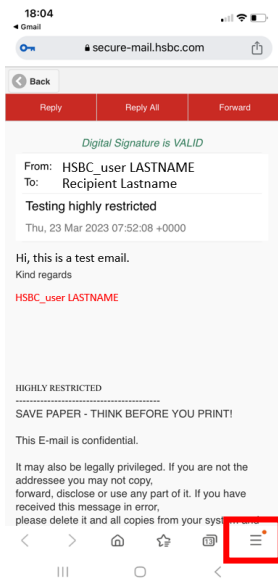 18:04
◄ Gmail
secure-mail.hsbc.com
Back
Reply Reply All Forward
Digital Signature is VALID
From: HSBC_user LASTNAME
To: Recipient Lastname
Testing highly restricted
Thu, 23 Mar 2023 07:52:08 +0000
Hi, this is a test email.
Kind regards
HSBC_user LASTNAME
HIGHLY RESTRICTED
-----------------------------------------
SAVE PAPER - THINK BEFORE YOU PRINT!
This E-mail is confidential.
It may also be legally privileged. If you are not the
addressee you may not copy,
forward, disclose or use any part of it. If you have
received this message in error,
please delete it and all copies from your system and